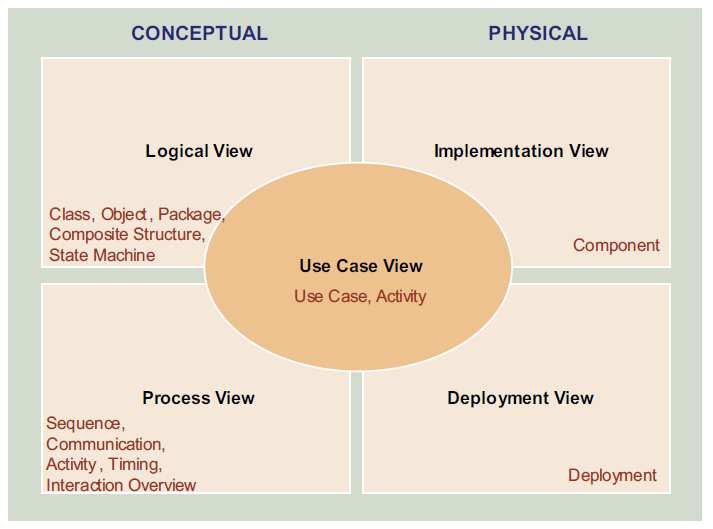 CONCEPTUAL
PHYSICAL
Logical View
Implementation View
Class, Object, Package,
Composite Structure,
State Machine
Component
Use Case View
Use Case, Activity
Process View
Deployment View
Sequence,
Communication,
Activity, Timing,
Interaction Overview
Deployment